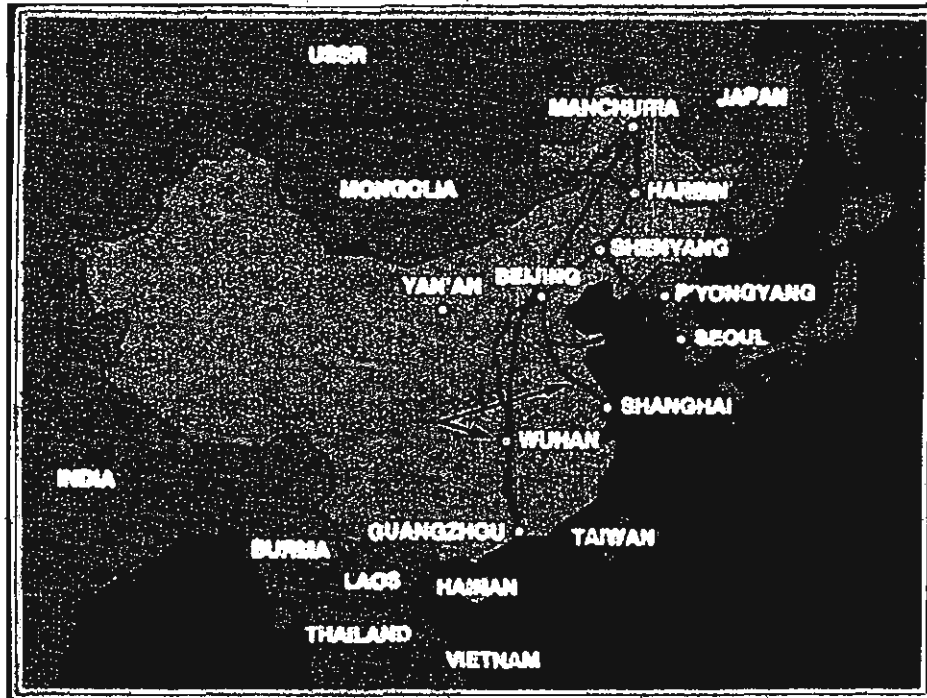 USSR
MANCHURIA
JAPAN
MONGOLIA
HARBIN
SHENYANG
YAN'AN
BEIJING
P'YONGYANG
SEOUL
SHANGHAI
WUHAN
INDIA
GUANGZHOU
TAIWAN
BURMA
LAOS
HAINAN
THAILAND
VIETNAM